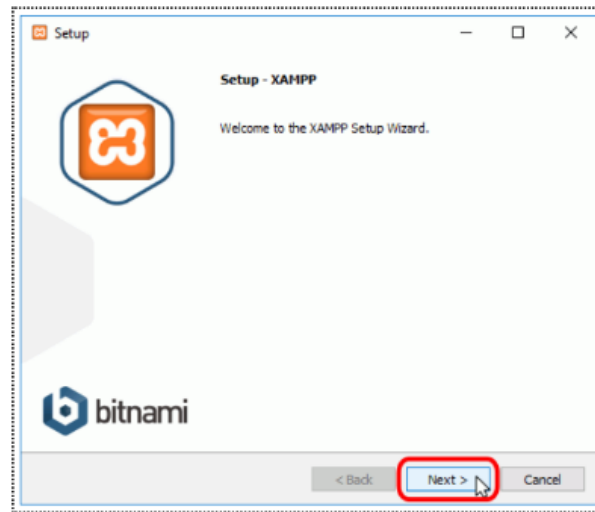 Setup
Setup - XAMPP
Welcome to the XAMPP Setup Wizard.
bitnami
< Back
Next >
Cancel